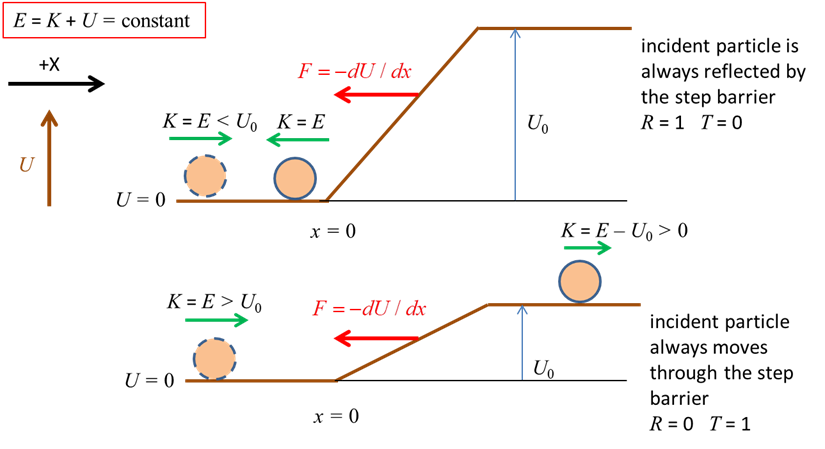 E = K + U = constant
+X
U
F = −dU / dx
K = E < U₀
K = E
U₀
U = 0
x = 0
incident particle is
always reflected by
the step barrier
R = 1 T = 0
K = E − U₀ > 0
K = E > U₀
F = −dU / dx
U₀
U = 0
x = 0
incident particle
always moves
through the step
barrier
R = 0 T = 1